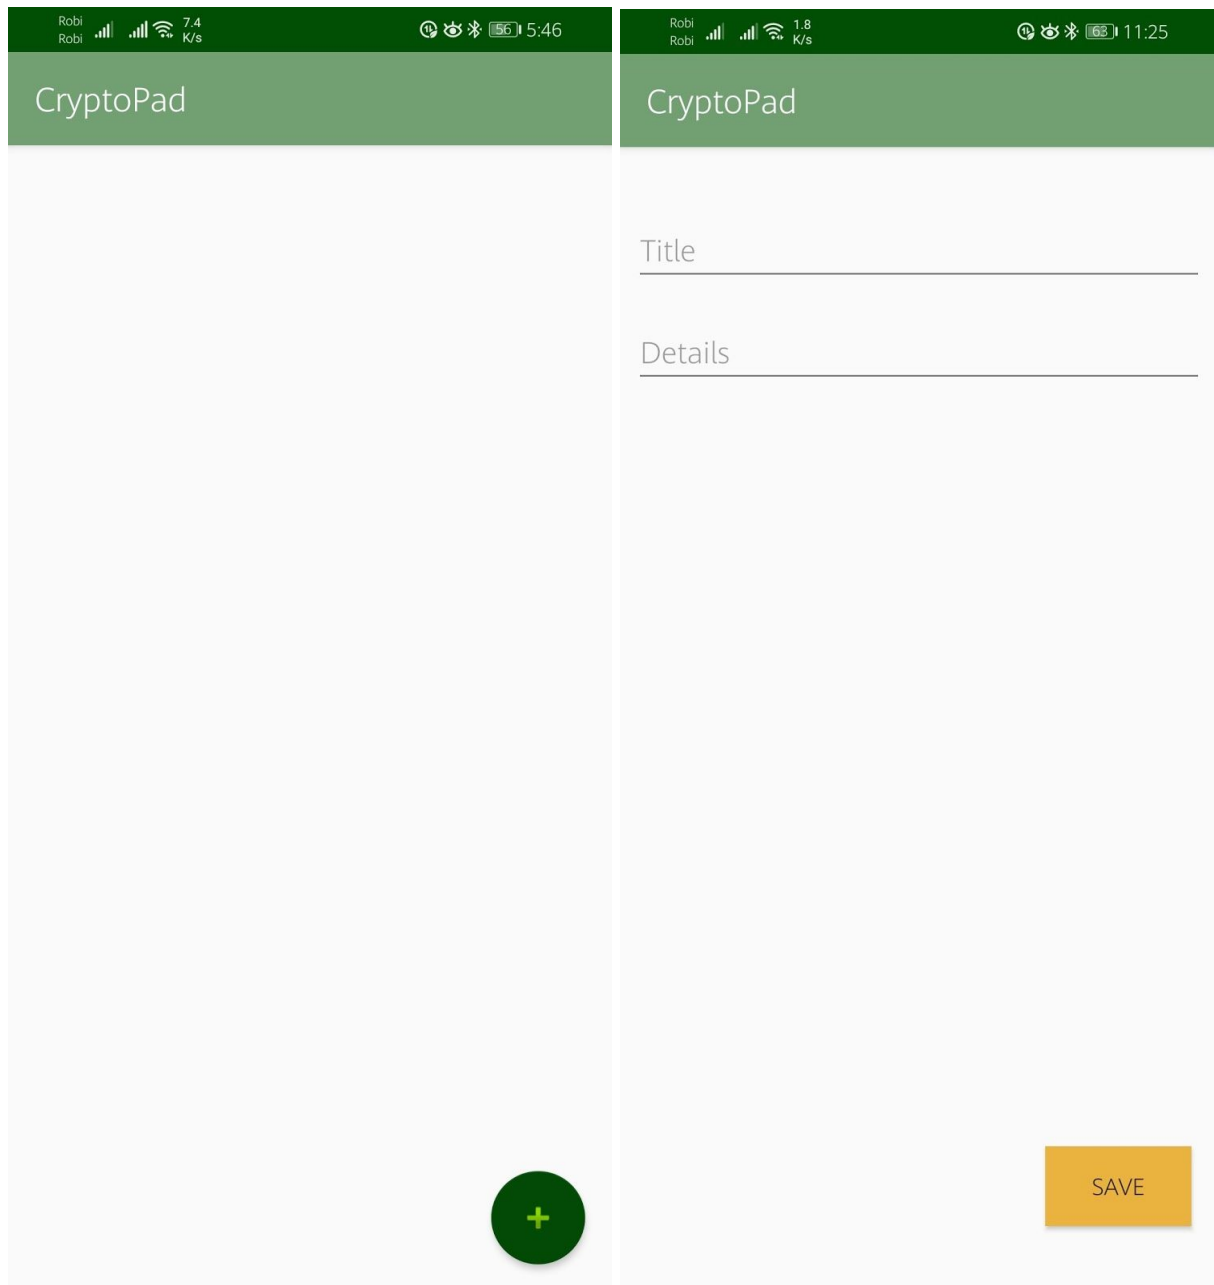 Robi
Robi
7.4
K/s
56
5:46
CryptoPad
+
Robi
Robi
1.8
K/s
63
11:25
CryptoPad
Title
Details
SAVE